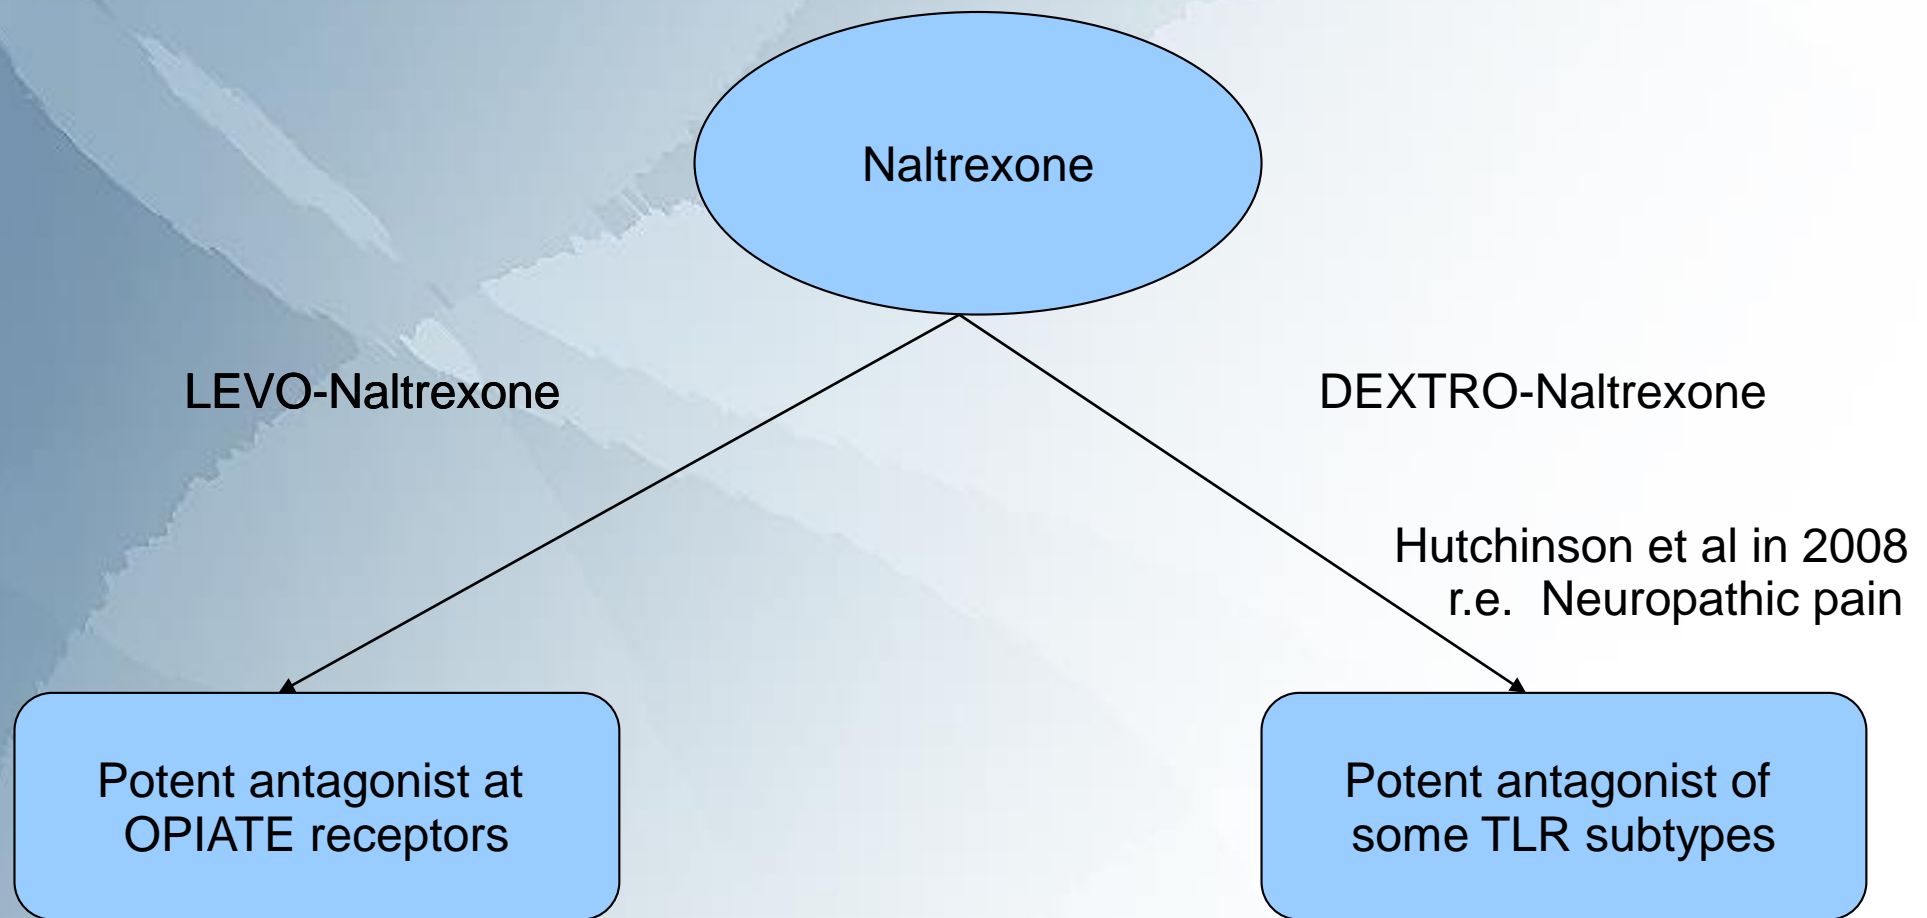 Naltrexone
LEVO-Naltrexone
DEXTRO-Naltrexone
Hutchinson et al in 2008
r.e. Neuropathic pain
Potent antagonist at
OPIATE receptors
Potent antagonist of
some TLR subtypes